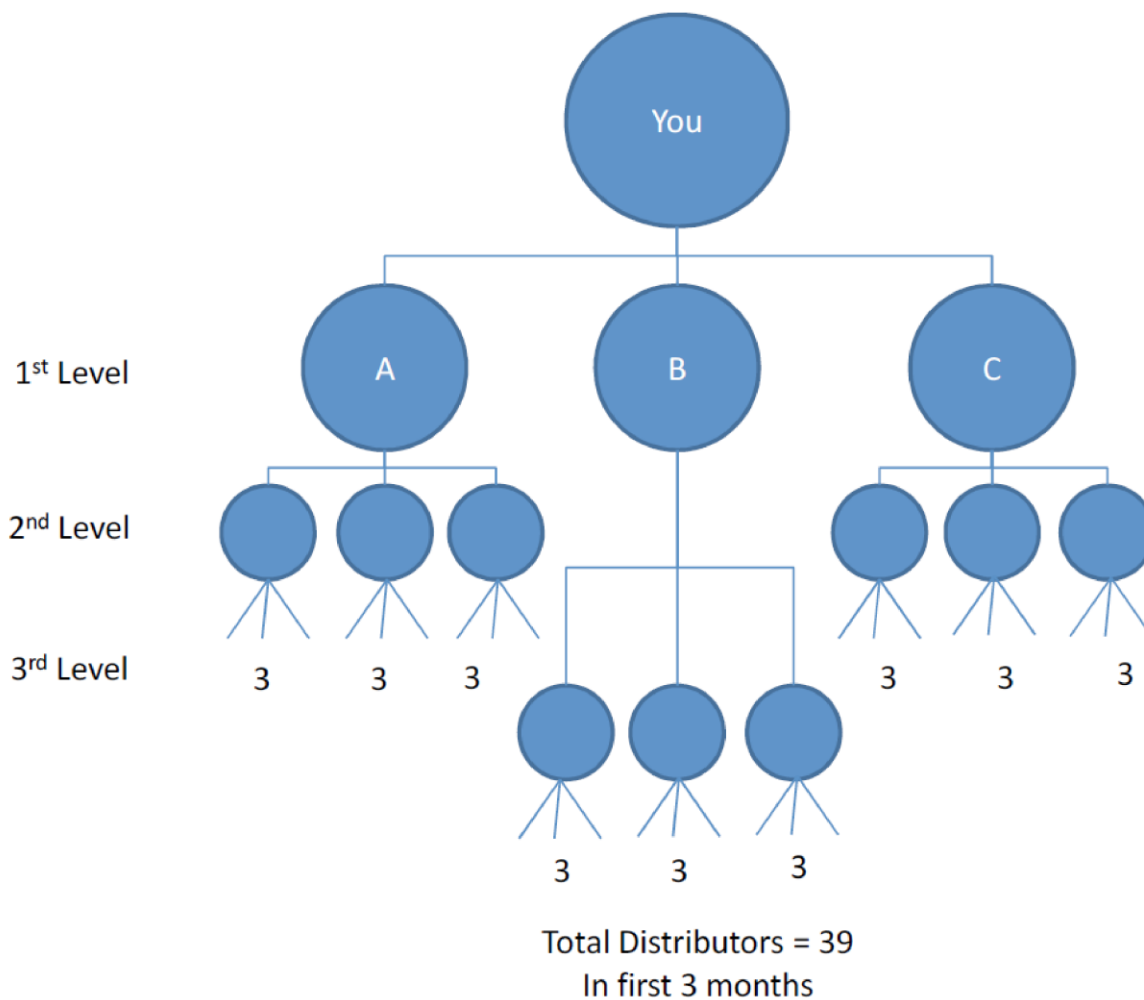 You
1st Level
A
B
C
2nd Level
3rd Level
3 3 3
3 3 3
3 3 3
Total Distributors = 39
In first 3 months